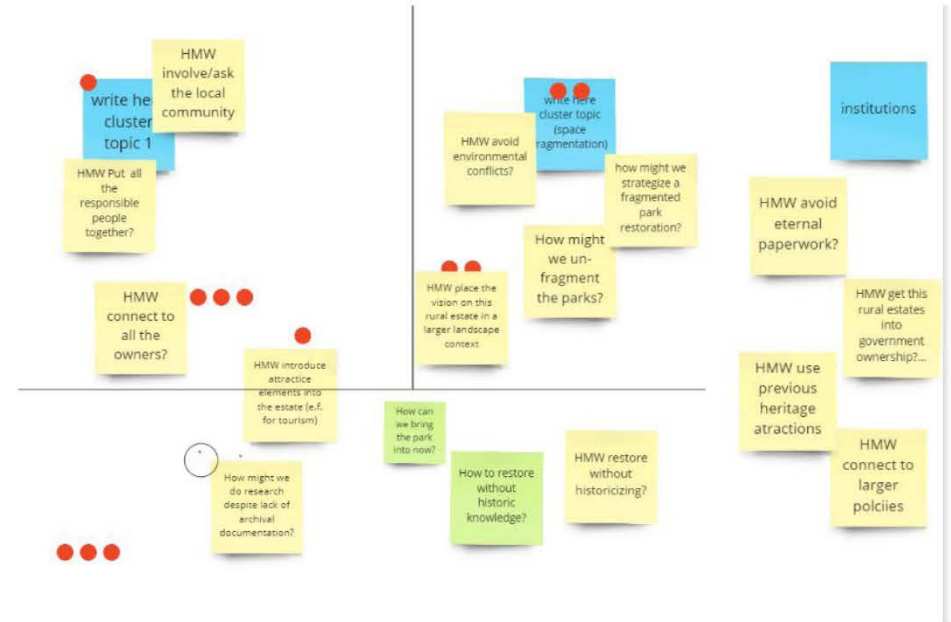 HMW
involve/ask
the local
community
write he
cluster
topic 1
HMW Put all
the
responsible
people
together?
HMW
connect to
all the
owners?
HMW introduce
attractice
elements into
the estate (e.f.
for tourism)
write here
cluster topic
(space
ragmentation)
HMW avoid
environmental
conflicts?
how might we
strategize a
fragmented
park
restoration?
How might
we un-
fragment
the parks?
HMW place the
vision on this
rural estate in a
larger landscape
context
institutions
HMW avoid
eternal
paperwork?
HMW get this
rural estates
into
government
ownership?...
HMW use
previous
heritage
atractions
HMW
connect to
larger
polciies
How can
we bring
the park
into now?
How to restore
without
historic
knowledge?
HMW restore
without
historicizing?
How might we
do research
despite lack of
archival
documentation?